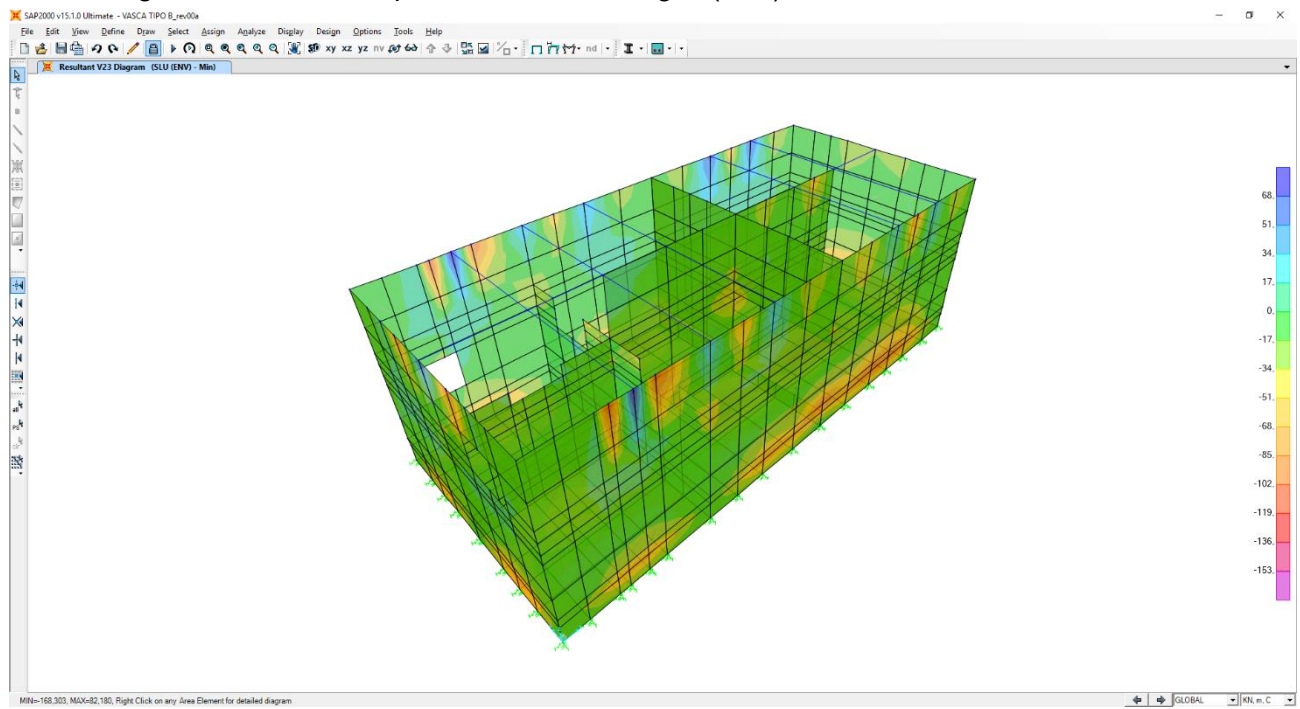 SAP2000 v15.1.0 Ultimate - VASCA TIPO B_rev00a
File Edit View Define Draw Select Assign Analyze Display Design Options Tools Help
xy xz yz nv nd
Resultant V23 Diagram (SLU (ENV) - Min)
68.
51.
34.
17.
0.
-17.
-34.
-51.
-68.
-85.
-102.
-119.
-136.
-153.
all
PS
clr
MIN=-168,303, MAX=82,180, Right Click on any Area Element for detailed diagram
GLOBAL
KN, m, C